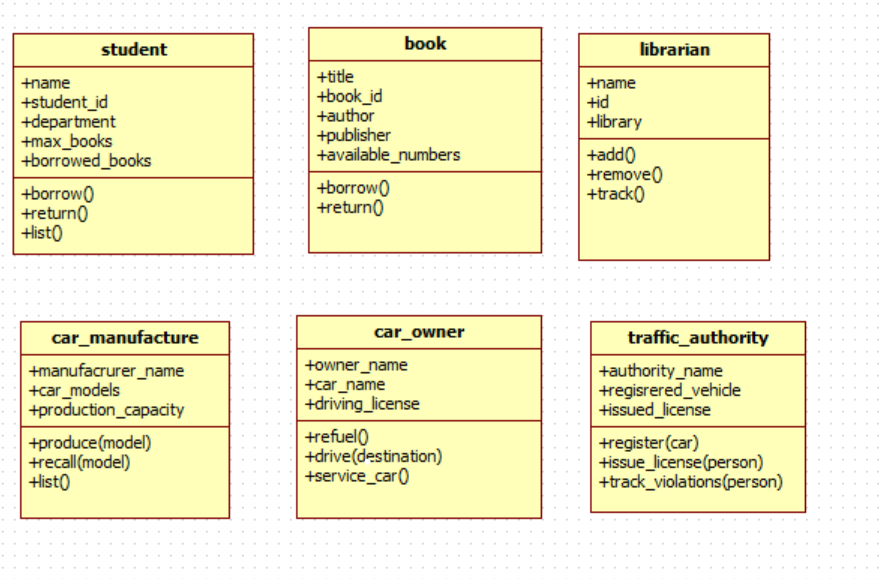 student
+name
+student_id
+department
+max_books
+borrowed_books
+borrow()
+return()
+list()
book
+title
+book_id
+author
+publisher
+available_numbers
+borrow()
+return()
librarian
+name
+id
+library
+add()
+remove()
+track()
car_manufacture
+manufacrurer_name
+car_models
+production_capacity
+produce(model)
+recall(model)
+list()
car_owner
+owner_name
+car_name
+driving_license
+refuel()
+drive(destination)
+service_car()
traffic_authority
+authority_name
+regisrered_vehicle
+issued_license
+register(car)
+issue_license(person)
+track_violations(person)